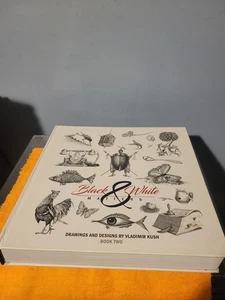 Black & White
DRAWINGS AND DESIGNS BY VLADIMIR KUSH
BOOK TWO